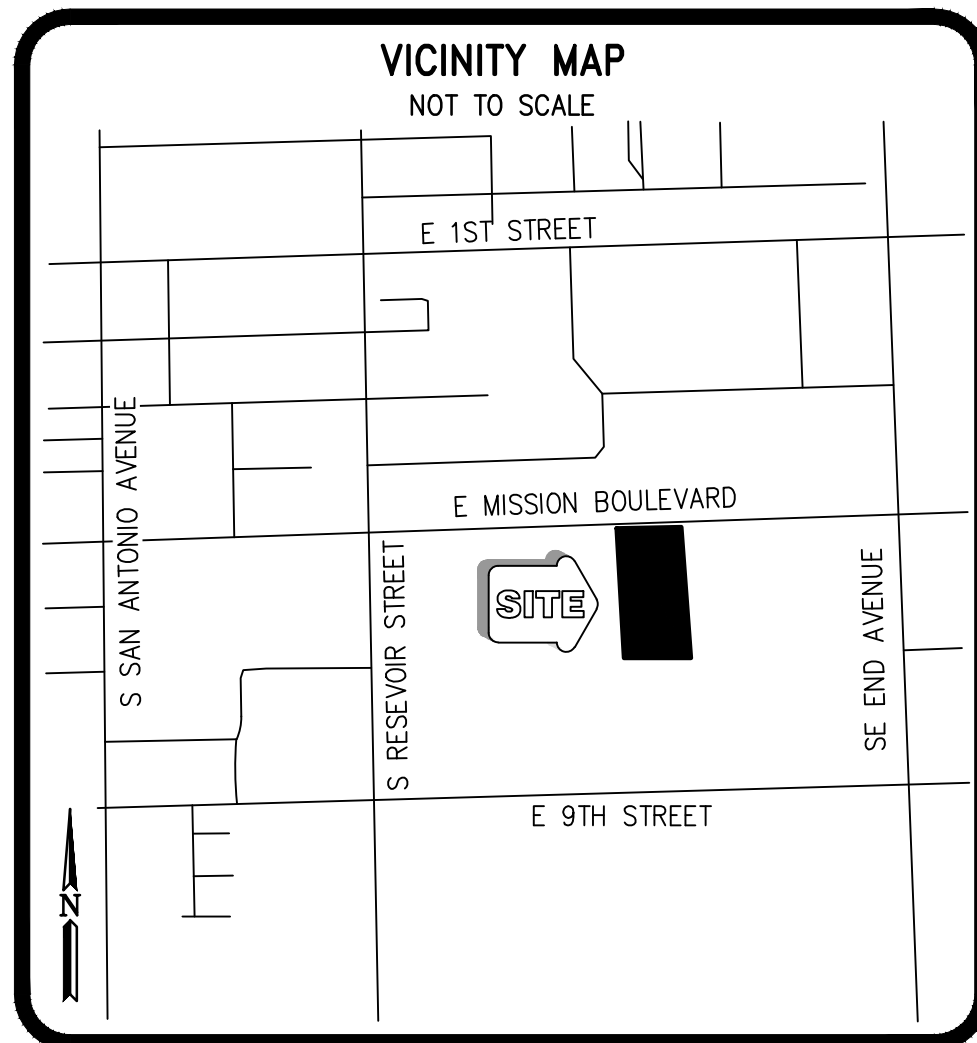 VICINITY MAP
NOT TO SCALE
E 1ST STREET
S SAN ANTONIO AVENUE
E MISSION BOULEVARD
S RESEVOIR STREET
SITE
SE END AVENUE
E 9TH STREET
N